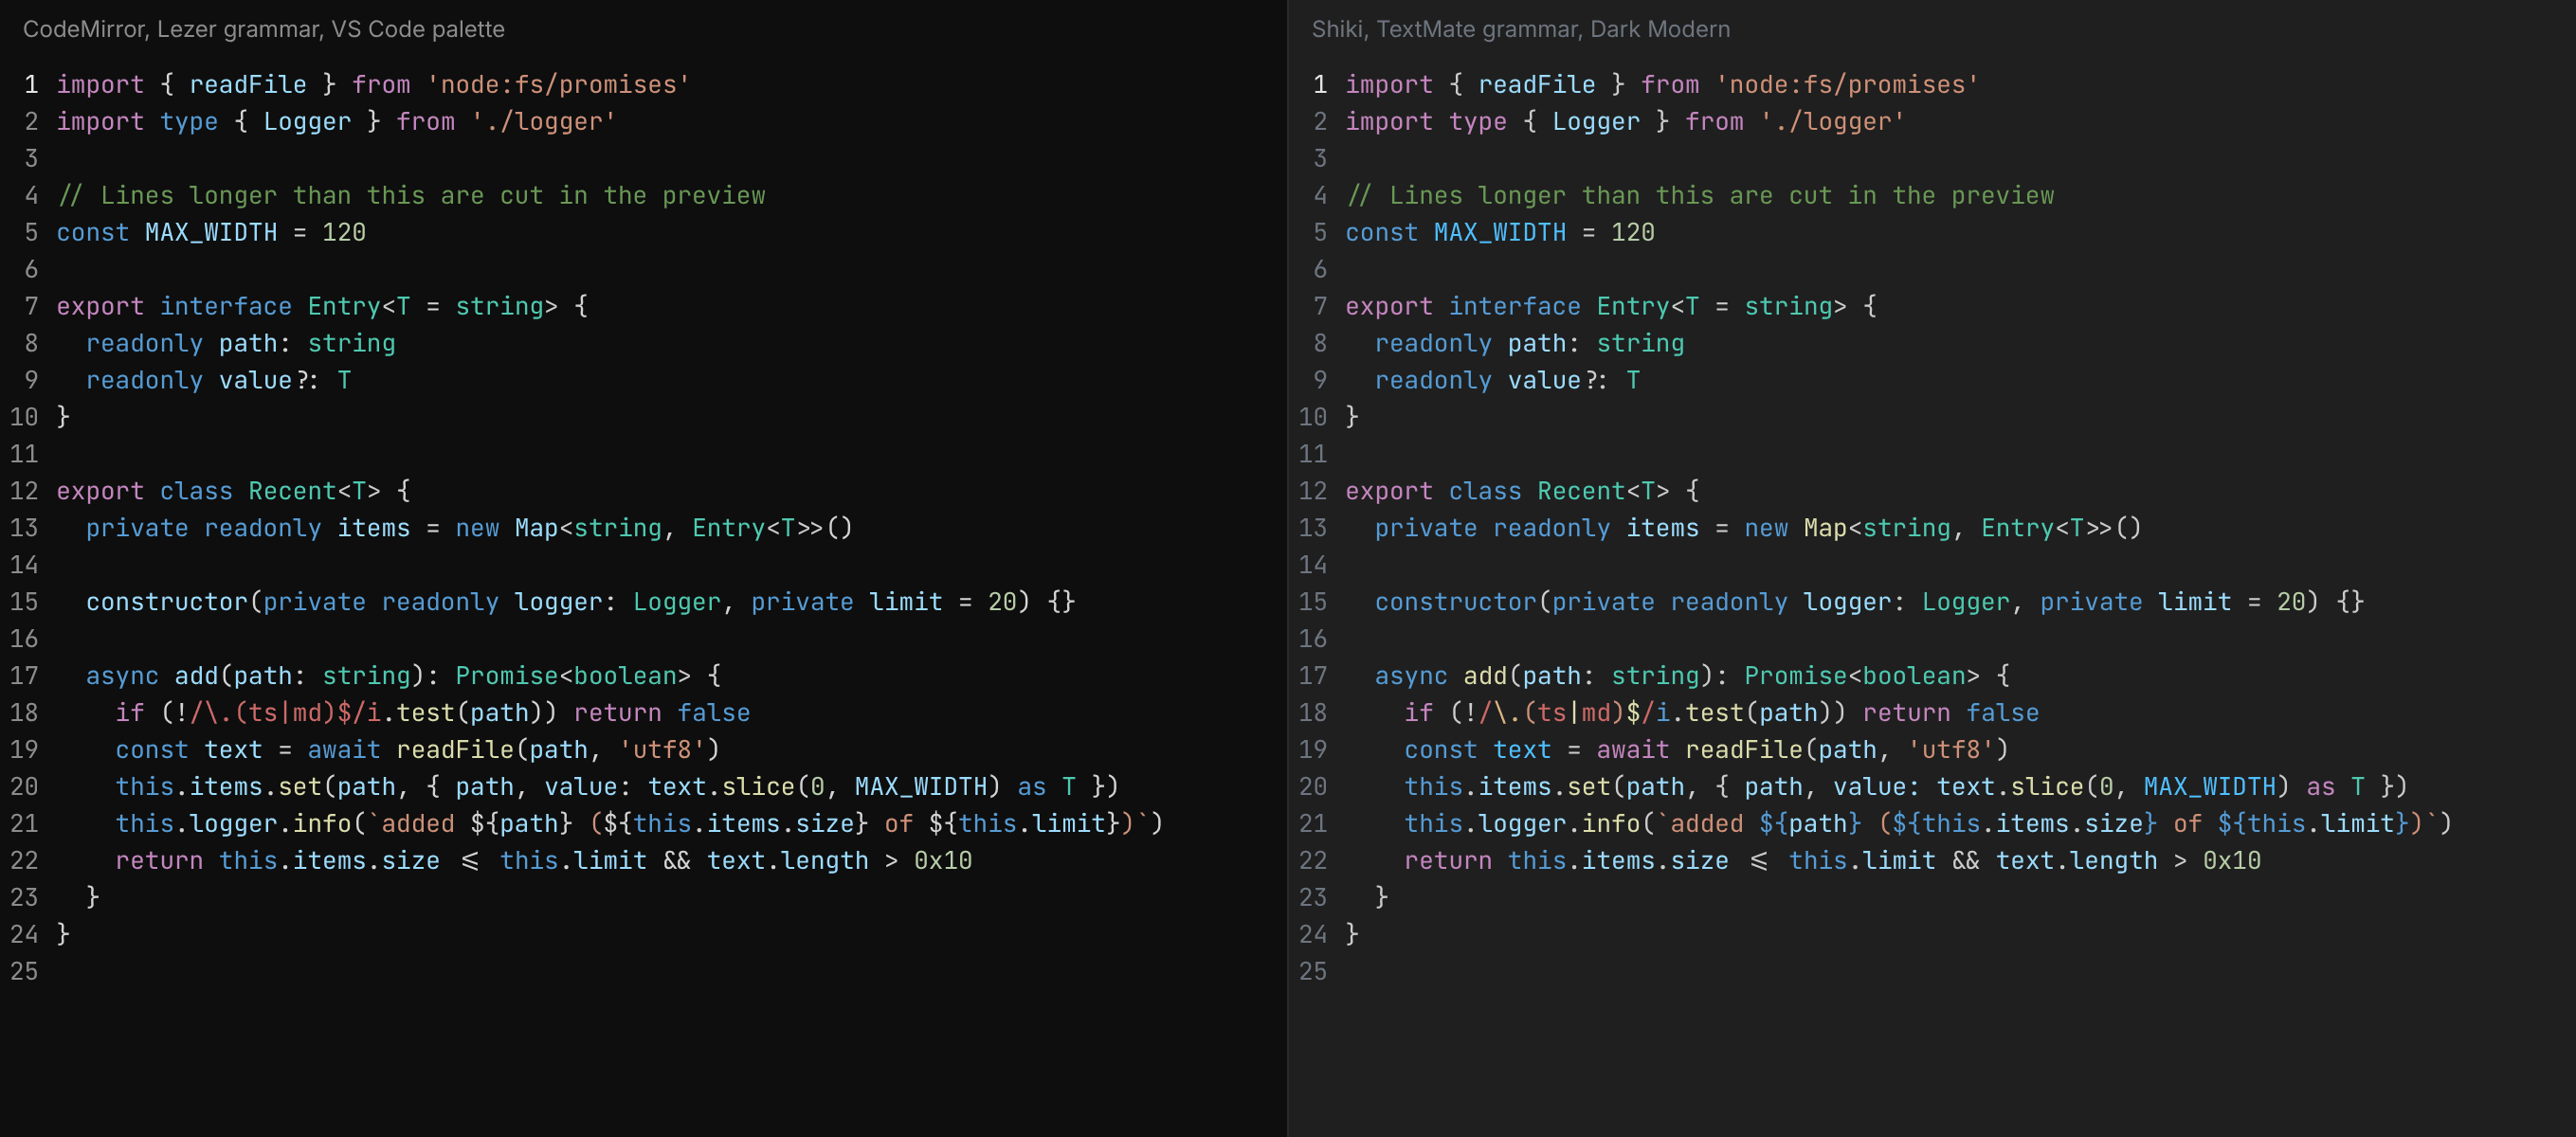 CodeMirror, Lezer grammar, VS Code palette
1 import { readFile } from 'node:fs/promises'
2 import type { Logger } from './logger'
3
4 // Lines longer than this are cut in the preview
5 const MAX_WIDTH = 120
6
7 export interface Entry<T = string> {
8   readonly path: string
9   readonly value?: T
10 }
11
12 export class Recent<T> {
13   private readonly items = new Map<string, Entry<T>>()
14
15   constructor(private readonly logger: Logger, private limit = 20) {}
16
17   async add(path: string): Promise<boolean> {
18     if (!/\.(ts|md)$/i.test(path)) return false
19     const text = await readFile(path, 'utf8')
20     this.items.set(path, { path, value: text.slice(0, MAX_WIDTH) as T })
21     this.logger.info(`added ${path} (${this.items.size} of ${this.limit})`)
22     return this.items.size <= this.limit && text.length > 0x10
23   }
24 }
25
Shiki, TextMate grammar, Dark Modern
1 import { readFile } from 'node:fs/promises'
2 import type { Logger } from './logger'
3
4 // Lines longer than this are cut in the preview
5 const MAX_WIDTH = 120
6
7 export interface Entry<T = string> {
8   readonly path: string
9   readonly value?: T
10 }
11
12 export class Recent<T> {
13   private readonly items = new Map<string, Entry<T>>()
14
15   constructor(private readonly logger: Logger, private limit = 20) {}
16
17   async add(path: string): Promise<boolean> {
18     if (!/\.(ts|md)$/i.test(path)) return false
19     const text = await readFile(path, 'utf8')
20     this.items.set(path, { path, value: text.slice(0, MAX_WIDTH) as T })
21     this.logger.info(`added ${path} (${this.items.size} of ${this.limit})`)
22     return this.items.size <= this.limit && text.length > 0x10
23   }
24 }
25